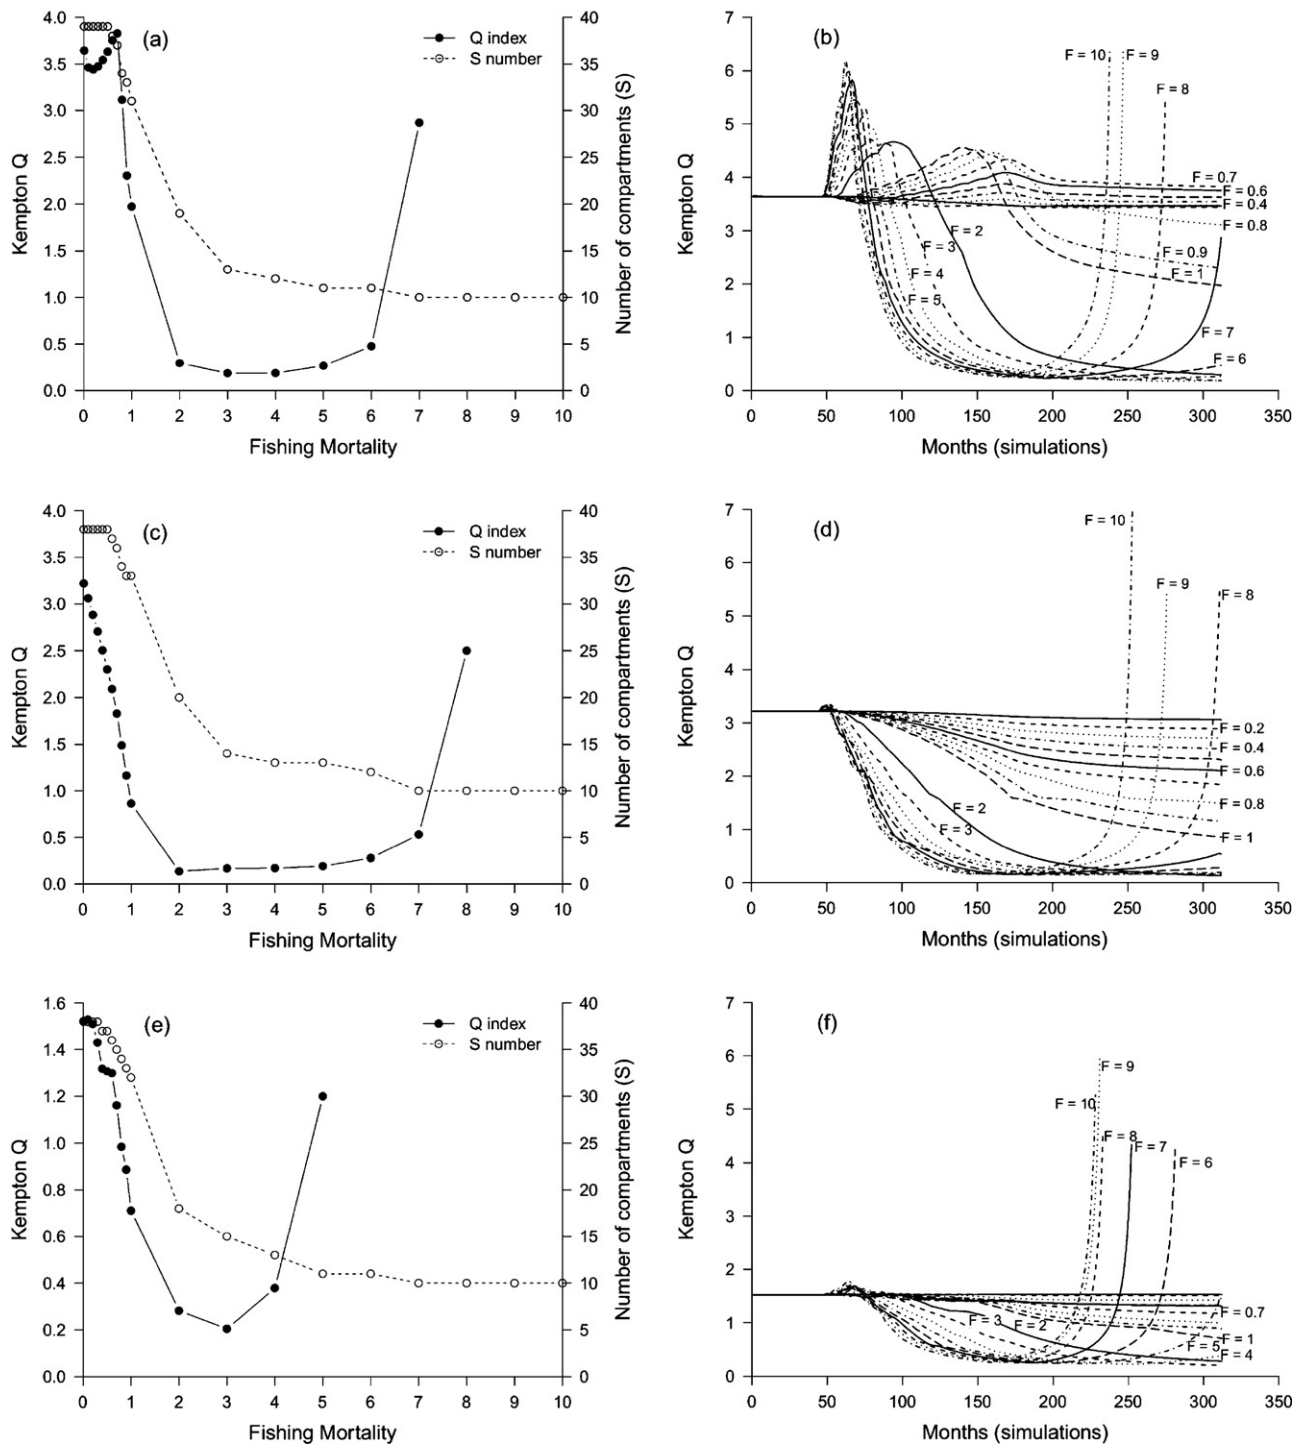 (a)
Q index
S number
4.0
3.5
3.0
2.5
2.0
1.5
1.0
0.5
0.0
Kempton Q
40
35
30
25
20
15
10
5
0
Number of compartments (S)
0 1 2 3 4 5 6 7 8 9 10
Fishing Mortality
(b)
7
6
5
4
3
2
1
0
Kempton Q
F = 10
F = 9
F = 8
F = 0.7
F = 0.6
F = 0.4
F = 0.8
F = 2
F = 3
F = 0.9
F = 4
F = 1
F = 5
F = 7
F = 6
0 50 100 150 200 250 300 350
Months (simulations)
(c)
Q index
S number
4.0
3.5
3.0
2.5
2.0
1.5
1.0
0.5
0.0
Kempton Q
40
35
30
25
20
15
10
5
0
Number of compartments (S)
0 1 2 3 4 5 6 7 8 9 10
Fishing Mortality
(d)
7
6
5
4
3
2
1
0
Kempton Q
F = 10
F = 9
F = 8
F = 0.2
F = 0.4
F = 0.6
F = 0.8
F = 2
F = 3
F = 1
0 50 100 150 200 250 300 350
Months (simulations)
(e)
Q index
S number
1.6
1.4
1.2
1.0
0.8
0.6
0.4
0.2
0.0
Kempton Q
40
35
30
25
20
15
10
5
0
Number of compartments (S)
0 1 2 3 4 5 6 7 8 9 10
Fishing Mortality
(f)
7
6
5
4
3
2
1
0
Kempton Q
F = 9
F = 10
F = 8
F = 7
F = 6
F = 0.7
F = 3
F = 2
F = 1
F = 5
F = 4
0 50 100 150 200 250 300 350
Months (simulations)